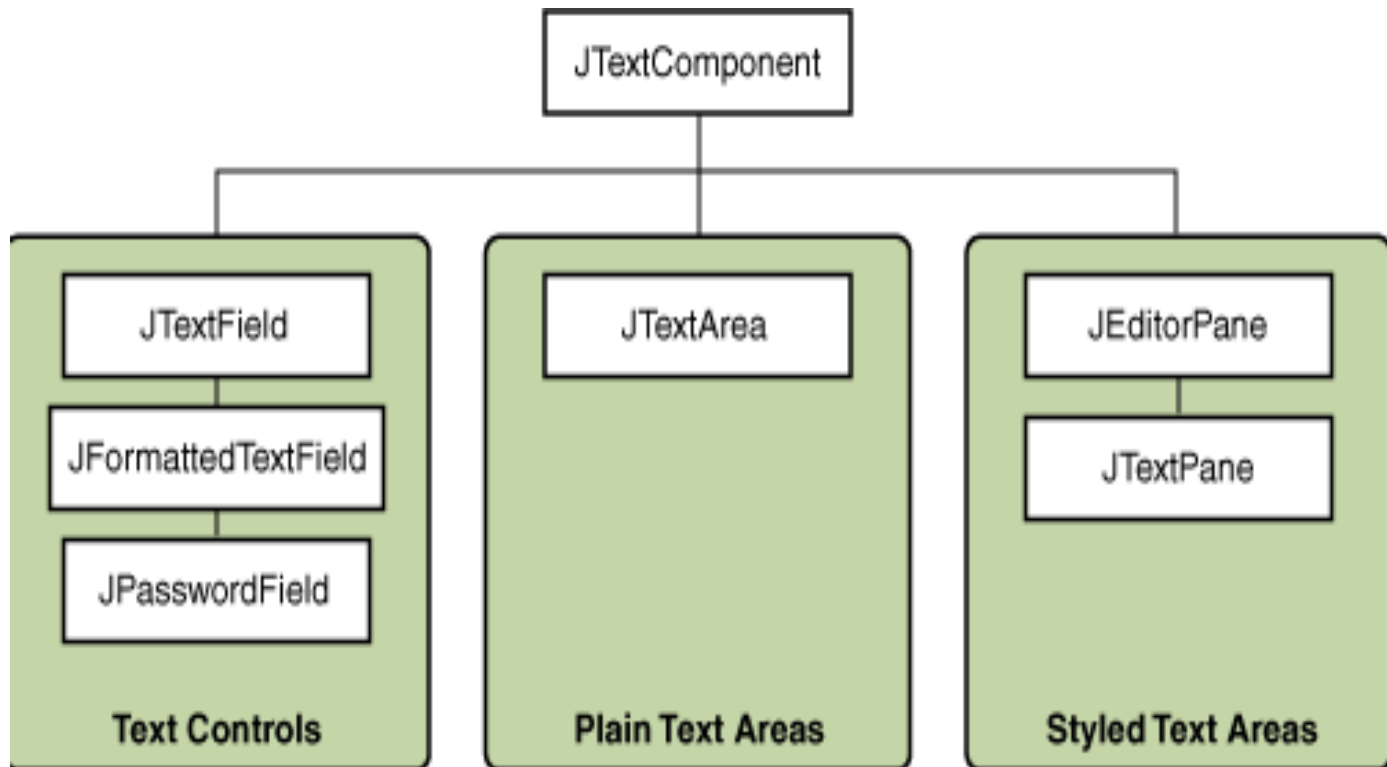 JTextComponent
JTextField
JFormattedTextField
JPasswordField
Text Controls
JTextArea
Plain Text Areas
JEditorPane
JTextPane
Styled Text Areas